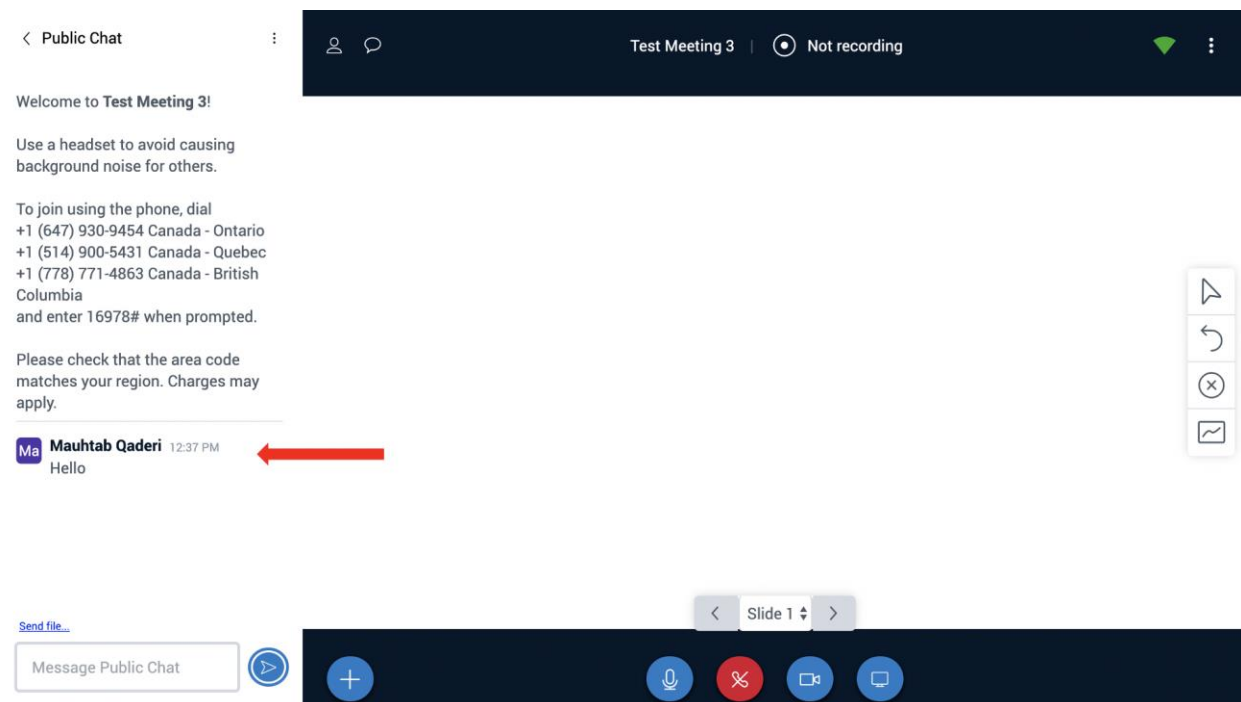 Public Chat
Welcome to Test Meeting 3!
Use a headset to avoid causing
background noise for others.
To join using the phone, dial
+1 (647) 930-9454 Canada - Ontario
+1 (514) 900-5431 Canada - Quebec
+1 (778) 771-4863 Canada - British
Columbia
and enter 16978# when prompted.
Please check that the area code
matches your region. Charges may
apply.
Ma Mauhtab Qaderi 12:37 PM
Hello
Send file...
Message Public Chat
Test Meeting 3 | Not recording
Slide 1